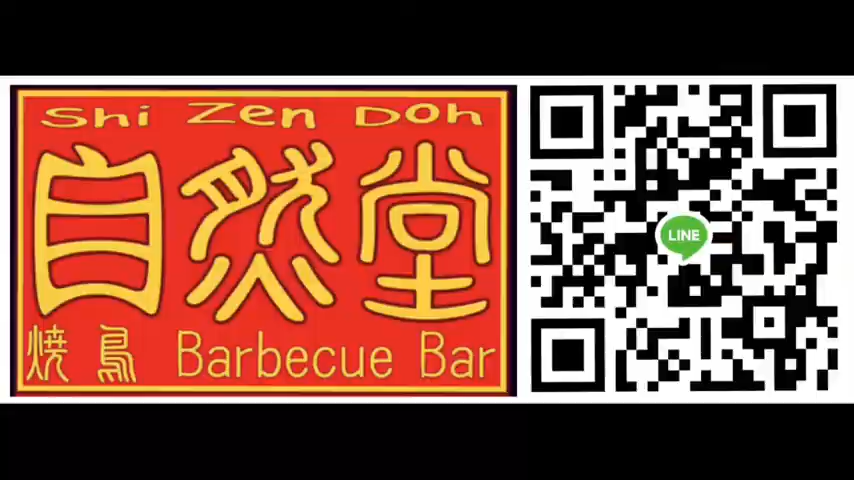 Shi Zen Doh
自然堂
焼鳥 Barbecue Bar
LINE